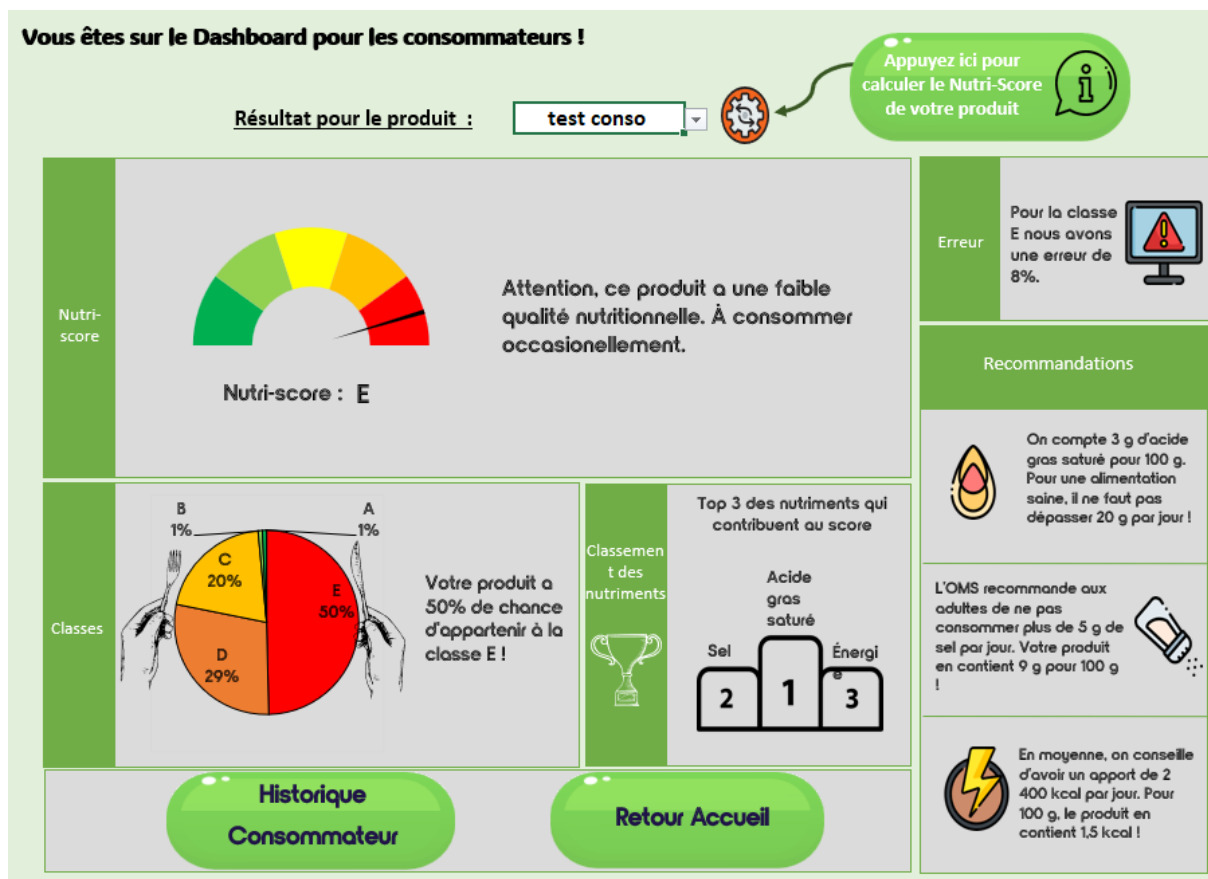 Vous êtes sur le Dashboard pour les consommateurs !
Appuyez ici pour
calculer le Nutri-Score
de votre produit
i
Résultat pour le produit :
test conso
Nutri-
score
Attention, ce produit a une faible
qualité nutritionnelle. À consommer
occasionellement.
Nutri-score : E
Erreur
Pour la classe
E nous avons
une erreur de
8%.
Recommandations
On compte 3 g d'acide
gras saturé pour 100 g.
Pour une alimentation
saine, il ne faut pas
dépasser 20 g par jour !
L'OMS recommande aux
adultes de ne pas
consommer plus de 5 g de
sel par jour. Votre produit
en contient 9 g pour 100 g
!
En moyenne, on conseille
d'avoir un apport de 2
400 kcal par jour. Pour
100 g, le produit en
contient 1,5 kcal !
Classes
B
1%
A
1%
C
20%
E
50%
D
29%
Votre produit a
50% de chance
d'appartenir à la
classe E !
Classemen
t des
nutriments
Top 3 des nutriments qui
contribuent au score
Acide
gras
saturé
Sel
Énergi
e
2
1
3
Historique
Consommateur
Retour Accueil